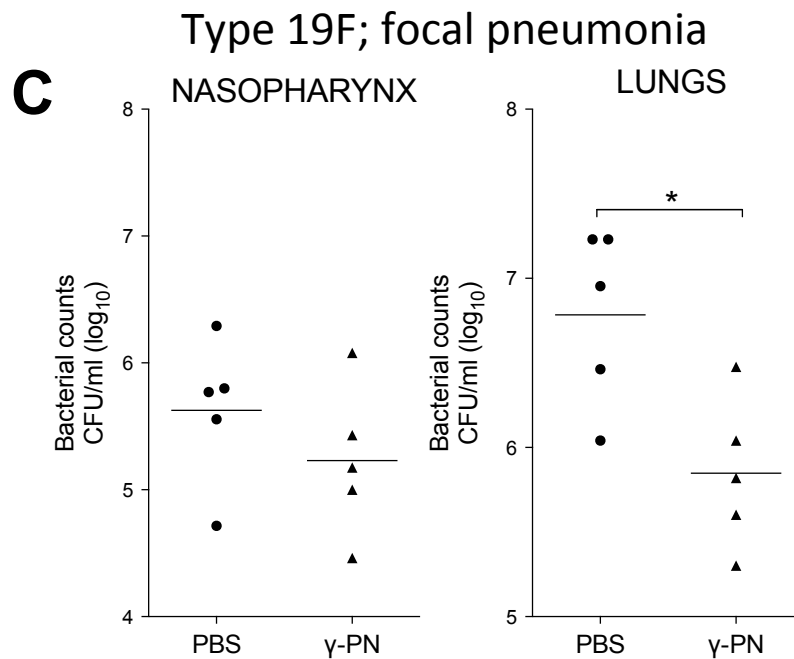 Type 19F; focal pneumonia
C
NASOPHARYNX
8
7
6
5
4
Bacterial counts
CFU/ml (log₁₀)
PBS
γ-PN
LUNGS
8
7
6
5
Bacterial counts
CFU/ml (log₁₀)
*
PBS
γ-PN